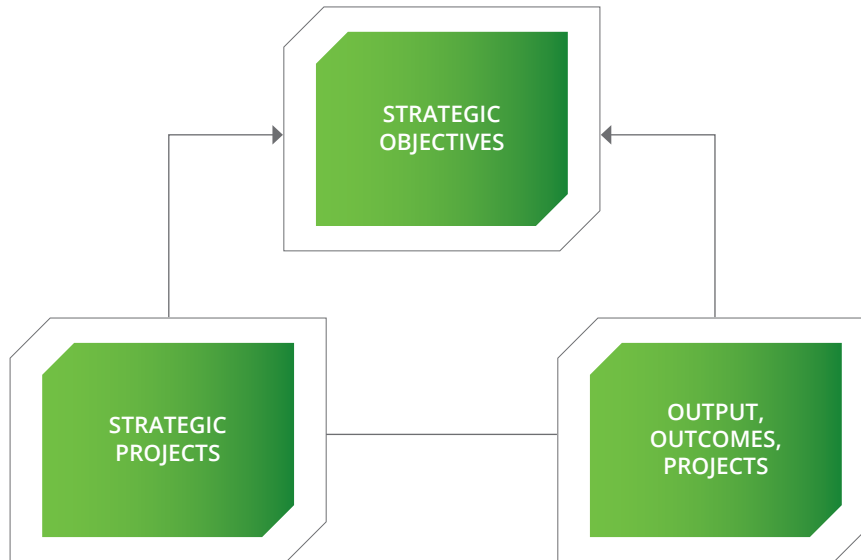 STRATEGIC
OBJECTIVES
STRATEGIC
PROJECTS
OUTPUT,
OUTCOMES,
PROJECTS